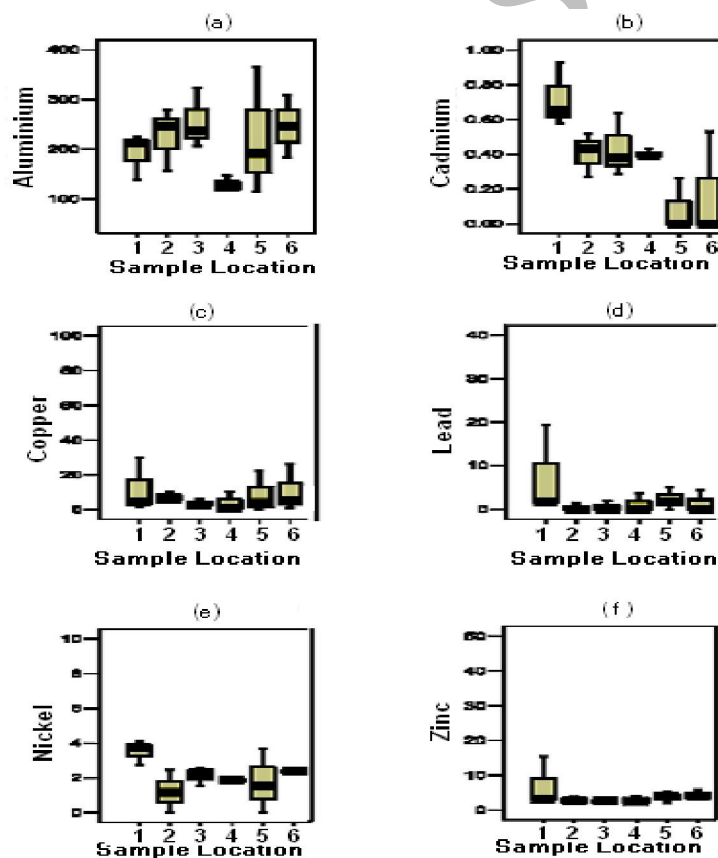 (a)
Aluminium
400
300
200
100
1 2 3 4 5 6
Sample Location
(b)
Cadmium
1.00
0.80
0.60
0.40
0.20
0.00
1 2 3 4 5 6
Sample Location
(c)
Copper
100
80
60
40
20
0
1 2 3 4 5 6
Sample Location
(d)
Lead
40
30
20
10
0
1 2 3 4 5 6
Sample Location
(e)
Nickel
10
8
6
4
2
0
1 2 3 4 5 6
Sample Location
(f)
Zinc
50
40
30
20
10
0
1 2 3 4 5 6
Sample Location